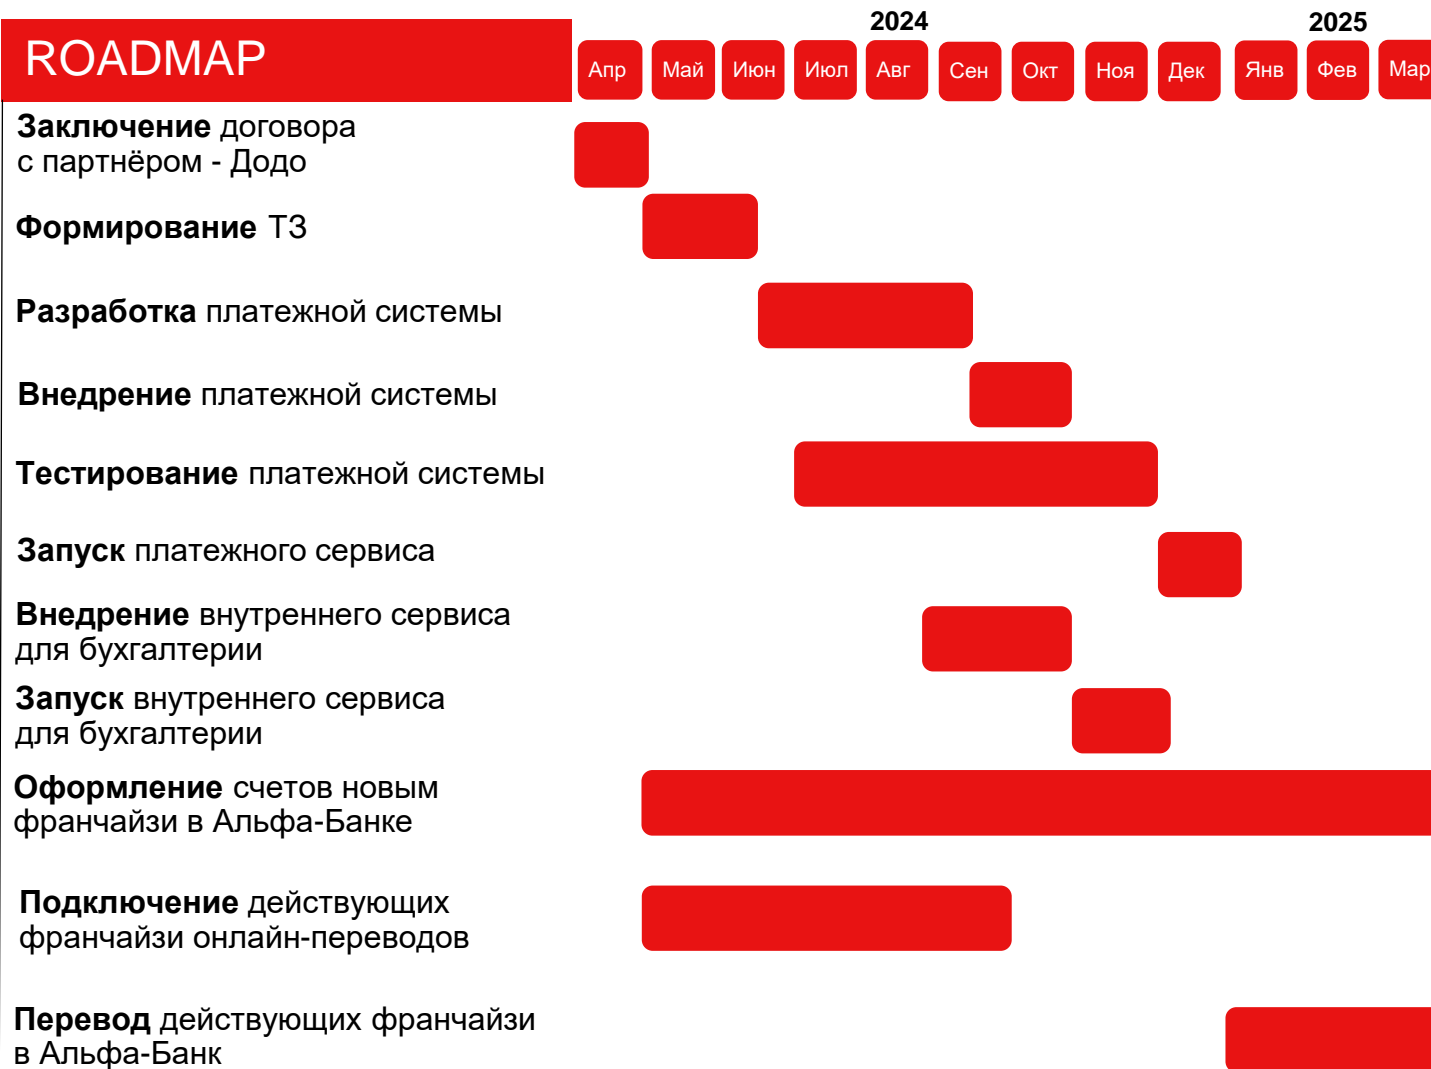 2024
2025
ROADMAP
Апр Май Июн Июл Авг Сен Окт Ноя Дек Янв Фев Мар
Заключение договора
с партнёром - Додо
Формирование ТЗ
Разработка платежной системы
Внедрение платежной системы
Тестирование платежной системы
Запуск платежного сервиса
Внедрение внутреннего сервиса
для бухгалтерии
Запуск внутреннего сервиса
для бухгалтерии
Оформление счетов новым
франчайзи в Альфа-Банке
Подключение действующих
франчайзи онлайн-переводов
Перевод действующих франчайзи
в Альфа-Банк